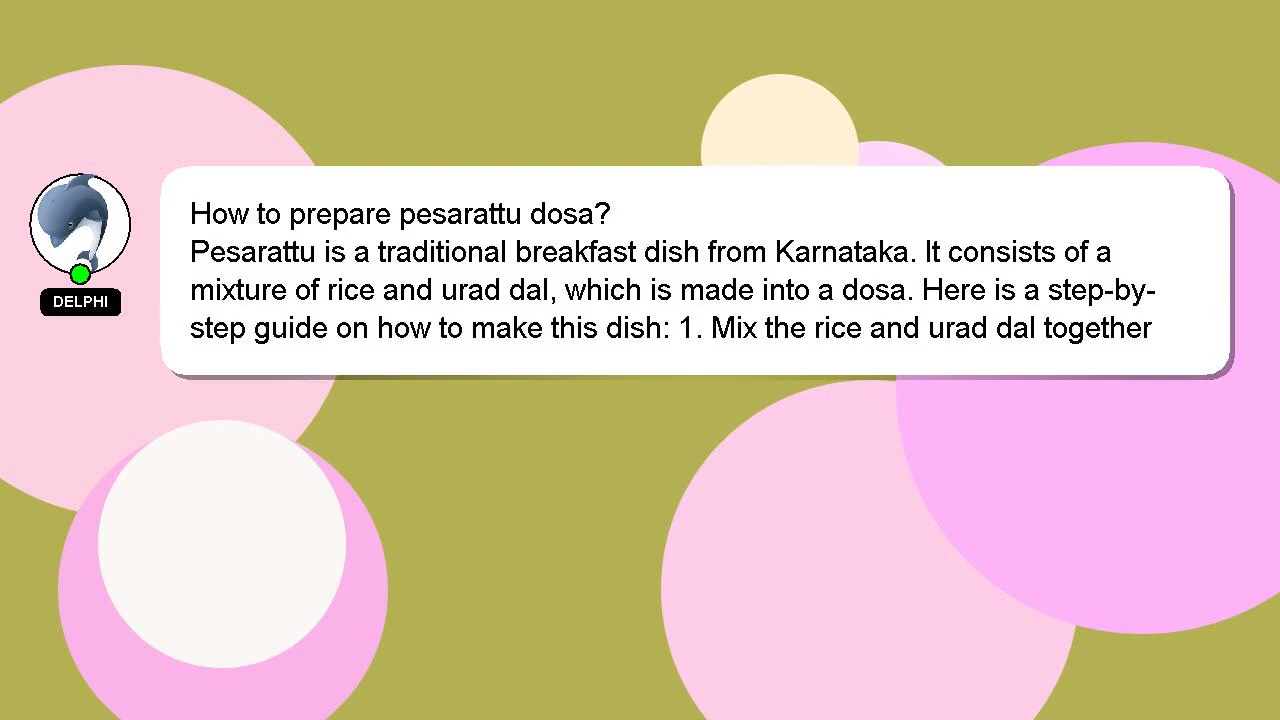 How to prepare pesarattu dosa?
Pesarattu is a traditional breakfast dish from Karnataka. It consists of a
mixture of rice and urad dal, which is made into a dosa. Here is a step-by-
step guide on how to make this dish: 1. Mix the rice and urad dal together
DELPHI